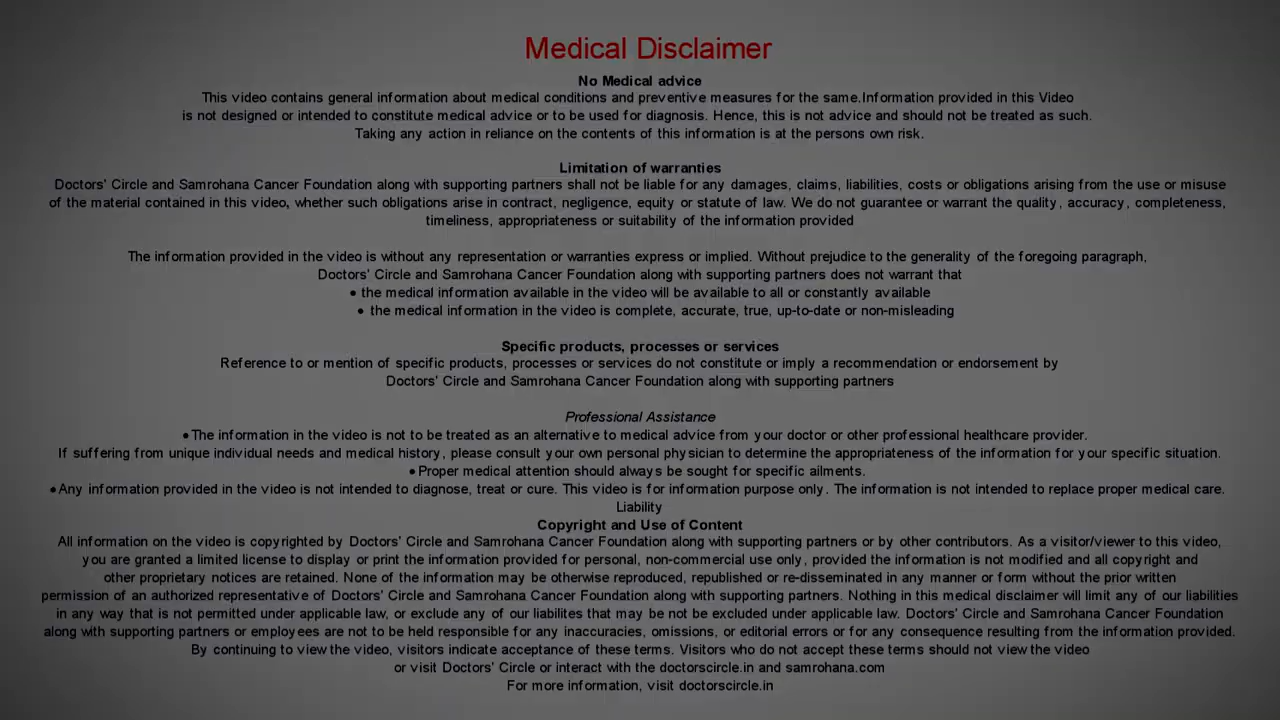 Medical Disclaimer
No Medical advice
This video contains general information about medical conditions and preventive measures for the same.Information provided in this Video
is not designed or intended to constitute medical advice or to be used for diagnosis. Hence, this is not advice and should not be treated as such.
Taking any action in reliance on the contents of this information is at the persons own risk.
Limitation of warranties
Doctors' Circle and Samrohana Cancer Foundation along with supporting partners shall not be liable for any damages, claims, liabilities, costs or obligations arising from the use or misuse
of the material contained in this video, whether such obligations arise in contract, negligence, equity or statute of law. We do not guarantee or warrant the quality, accuracy, completeness,
timeliness, appropriateness or suitability of the information provided
The information provided in the video is without any representation or warranties express or implied. Without prejudice to the generality of the foregoing paragraph,
Doctors' Circle and Samrohana Cancer Foundation along with supporting partners does not warrant that
• the medical information available in the video will be available to all or constantly available
• the medical information in the video is complete, accurate, true, up-to-date or non-misleading
Specific products, processes or services
Reference to or mention of specific products, processes or services do not constitute or imply a recommendation or endorsement by
Doctors' Circle and Samrohana Cancer Foundation along with supporting partners
Professional Assistance
•The information in the video is not to be treated as an alternative to medical advice from your doctor or other professional healthcare provider.
If suffering from unique individual needs and medical history, please consult your own personal physician to determine the appropriateness of the information for your specific situation.
•Proper medical attention should always be sought for specific ailments.
•Any information provided in the video is not intended to diagnose, treat or cure. This video is for information purpose only. The information is not intended to replace proper medical care.
Liability
Copyright and Use of Content
All information on the video is copyrighted by Doctors' Circle and Samrohana Cancer Foundation along with supporting partners or by other contributors. As a visitor/viewer to this video,
you are granted a limited license to display or print the information provided for personal, non-commercial use only, provided the information is not modified and all copyright and
other proprietary notices are retained. None of the information may be otherwise reproduced, republished or re-disseminated in any manner or form without the prior written
permission of an authorized representative of Doctors' Circle and Samrohana Cancer Foundation along with supporting partners. Nothing in this medical disclaimer will limit any of our liabilities
in any way that is not permitted under applicable law, or exclude any of our liabilites that may be not be excluded under applicable law. Doctors' Circle and Samrohana Cancer Foundation
along with supporting partners or employees are not to be held responsible for any inaccuracies, omissions, or editorial errors or for any consequence resulting from the information provided.
By continuing to view the video, visitors indicate acceptance of these terms. Visitors who do not accept these terms should not view the video
or visit Doctors' Circle or interact with the doctorscircle.in and samrohana.com
For more information, visit doctorscircle.in